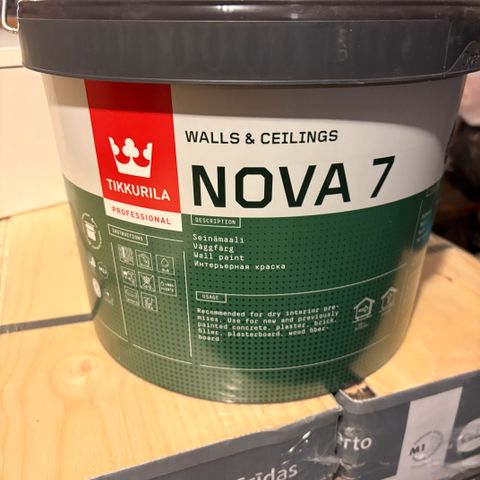 WALLS & CEILINGS
NOVA 7
TIKKURILA
PROFESSIONAL
DESCRIPTION
Seinämaali
Väggfärg
Wall paint
Интерьерная краска
INSTRUCTIONS
USAGE
Recommended for dry interior pre-
mises. Use for new and previously
painted concrete, plaster, brick,
filler, plasterboard, wood fiber-
board
erto
M1